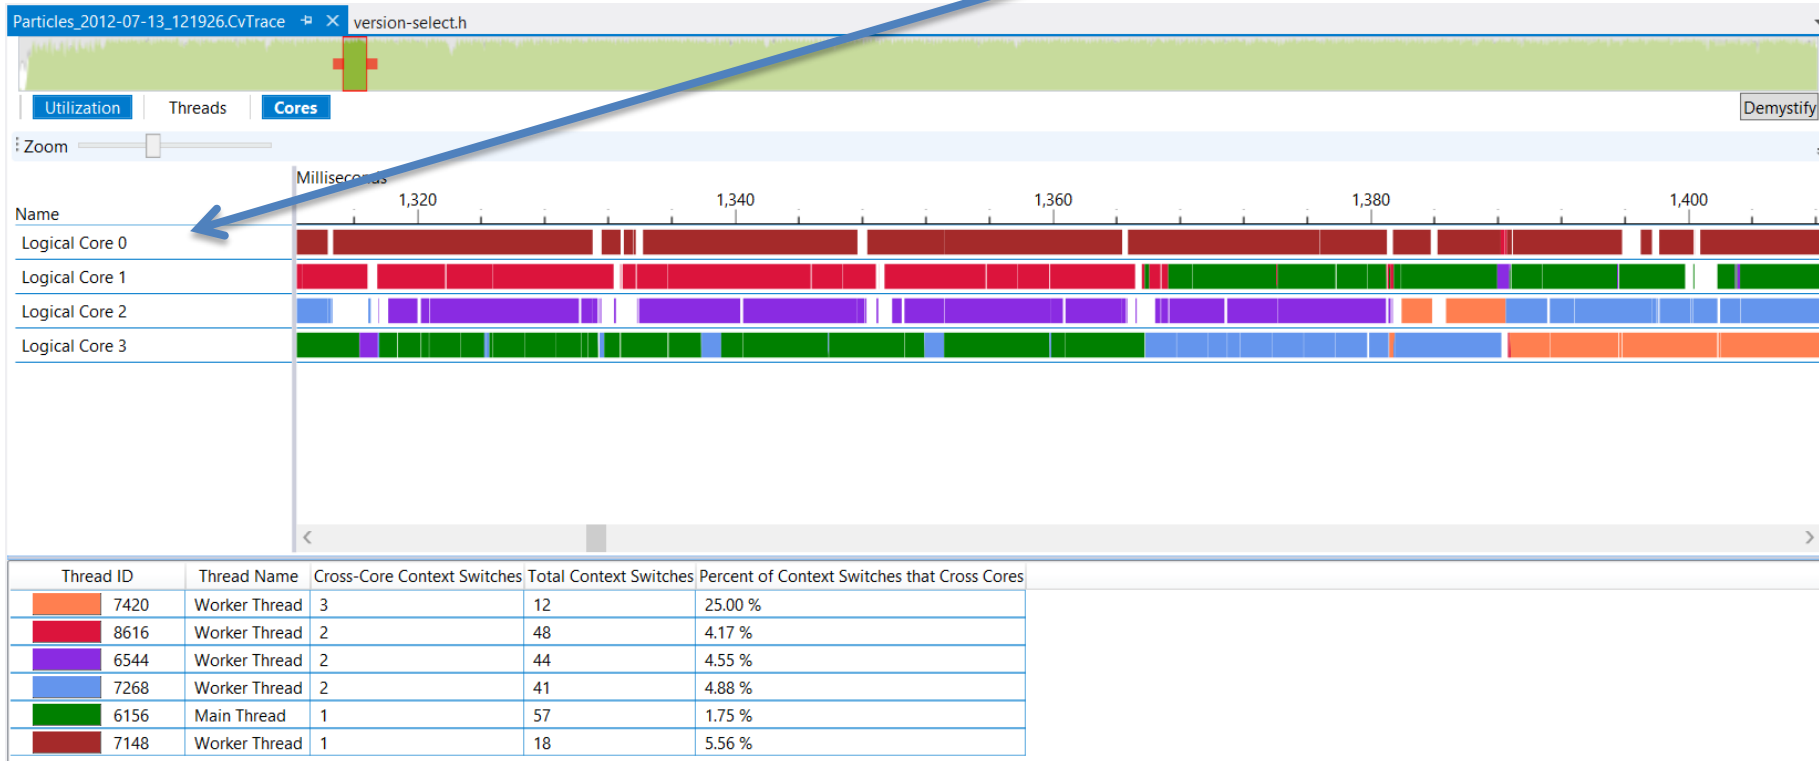 Particles_2012-07-13_121926.CvTrace version-select.h
Utilization Threads Cores Demystify
Zoom
Milliseconds
1,320 1,340 1,360 1,380 1,400
Name
Logical Core 0
Logical Core 1
Logical Core 2
Logical Core 3
Thread ID Thread Name Cross-Core Context Switches Total Context Switches Percent of Context Switches that Cross Cores
7420 Worker Thread 3 12 25.00 %
8616 Worker Thread 2 48 4.17 %
6544 Worker Thread 2 44 4.55 %
7268 Worker Thread 2 41 4.88 %
6156 Main Thread 1 57 1.75 %
7148 Worker Thread 1 18 5.56 %